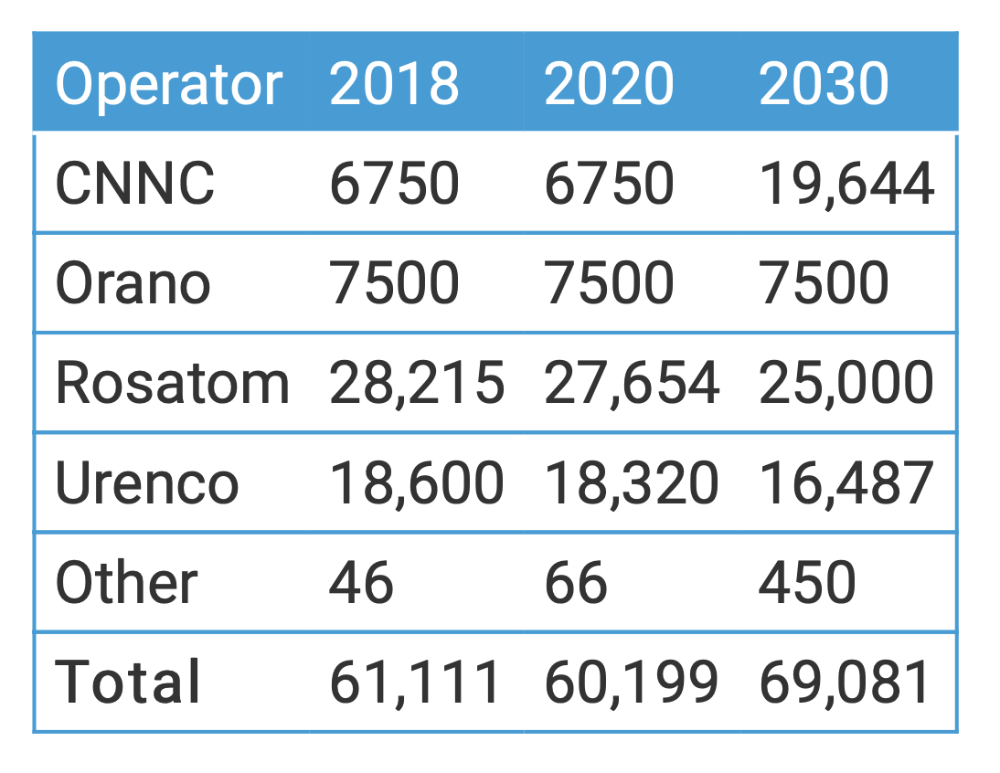 Operator 2018 2020 2030
CNNC 6750 6750 19,644
Orano 7500 7500 7500
Rosatom 28,215 27,654 25,000
Urenco 18,600 18,320 16,487
Other 46 66 450
Total 61,111 60,199 69,081